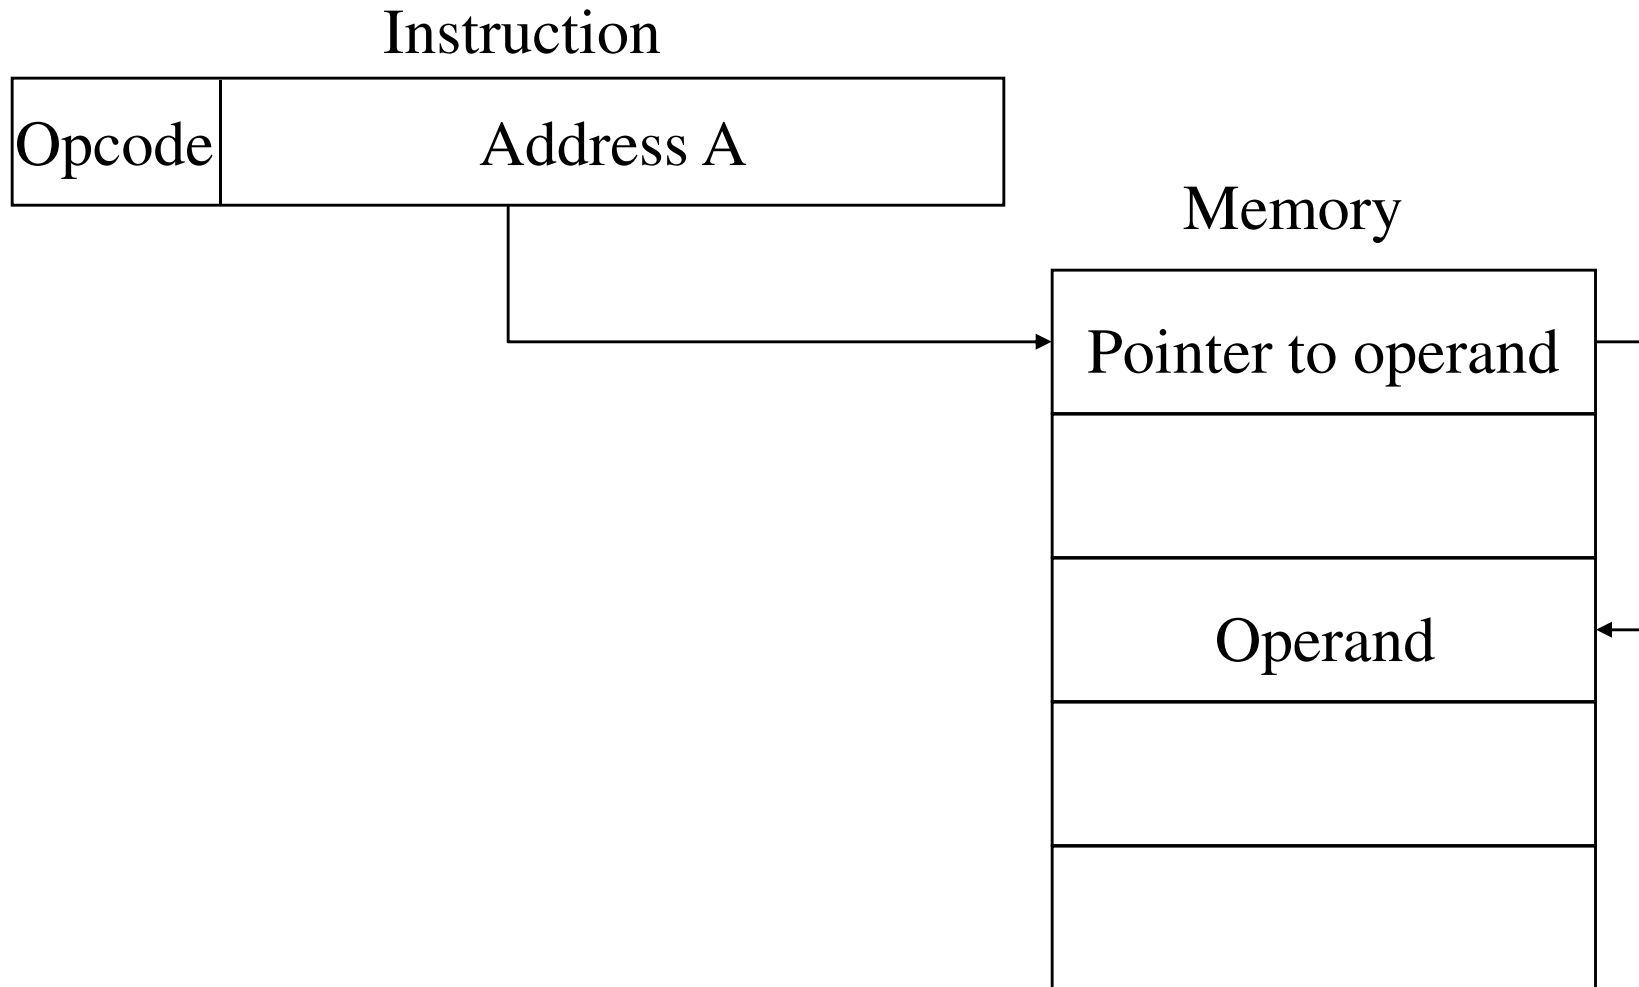 Instruction
Opcode
Address A
Memory
Pointer to operand
Operand